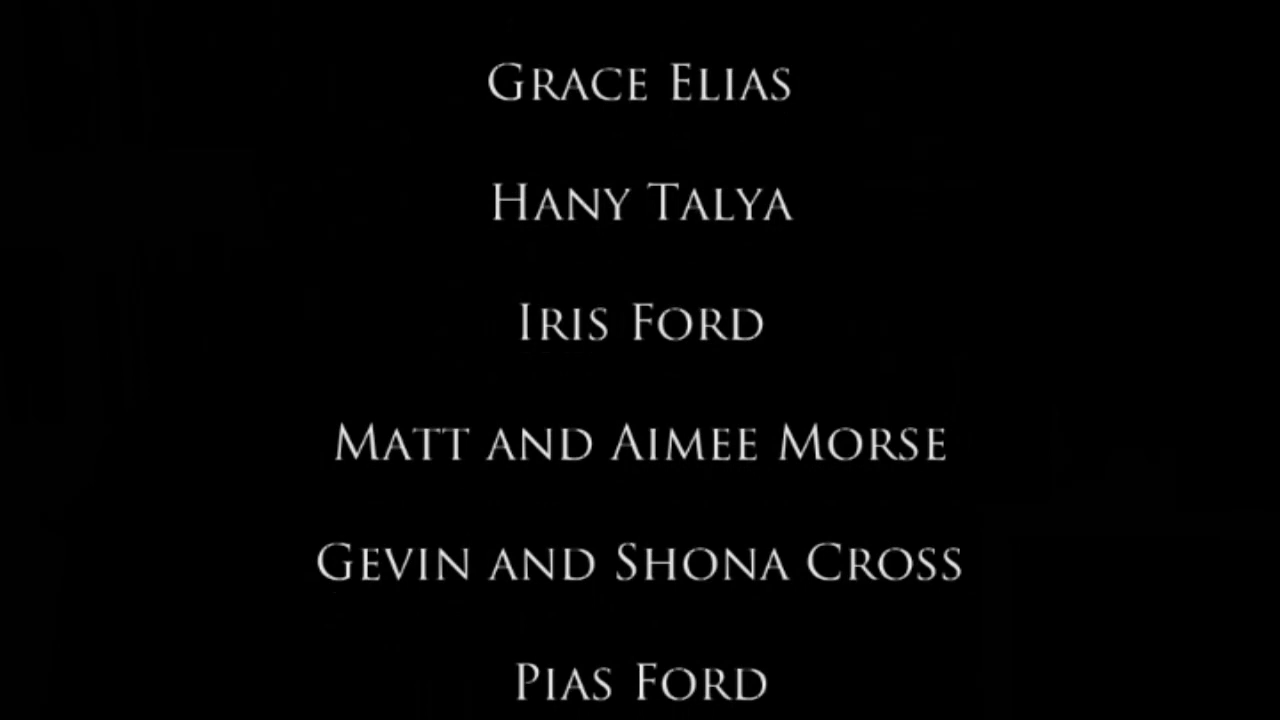 Grace Elias
Hany Talya
Iris Ford
Matt and Aimee Morse
Gevin and Shona Cross
Pias Ford